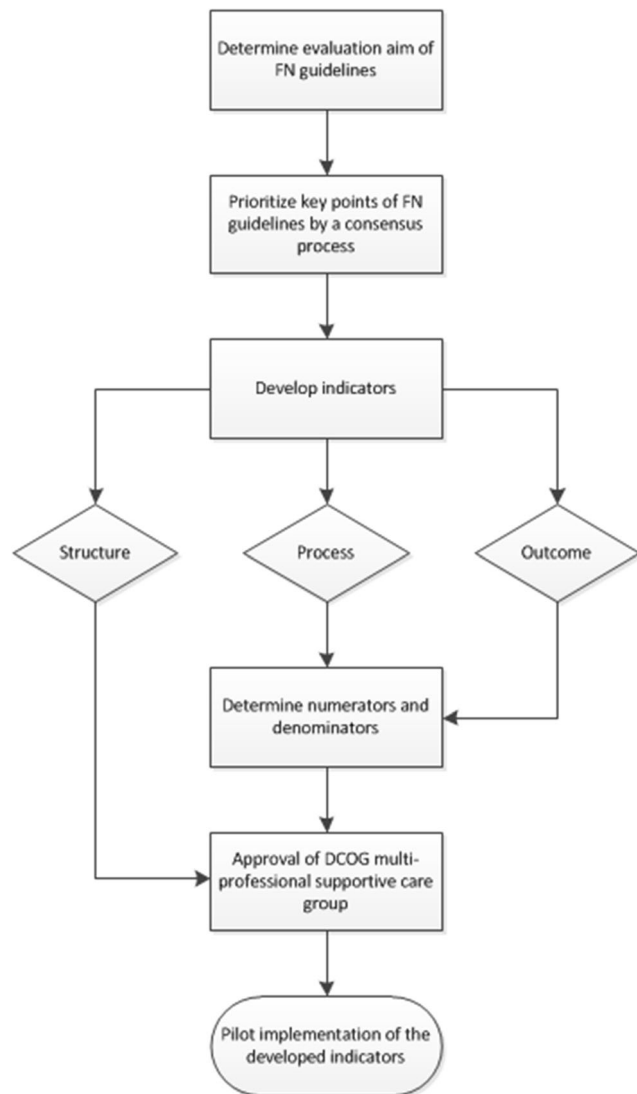 Determine evaluation aim of
FN guidelines
Prioritize key points of FN
guidelines by a consensus
process
Develop indicators
Structure
Process
Outcome
Determine numerators and
denominators
Approval of DCOG multi-
professional supportive care
group
Pilot implementation of the
developed indicators